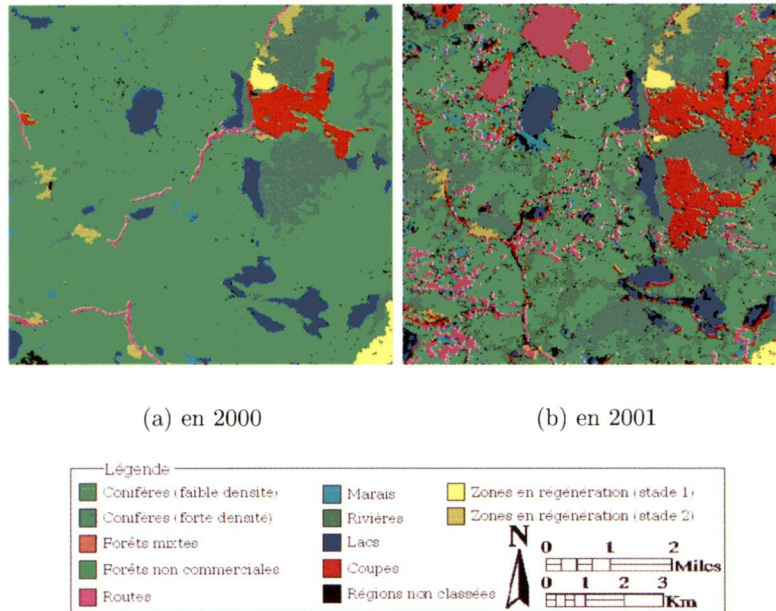 (a) en 2000
(b) en 2001
Légende
Conifères (faible densité)
Conifères (forte densité)
Forêts mixtes
Forêts non commerciales
Routes
Marais
Rivières
Lacs
Coupes
Régions non classées
Zones en régénération (stade 1)
Zones en régénération (stade 2)
N
0 1 2
Miles
0 1 2 3
Km